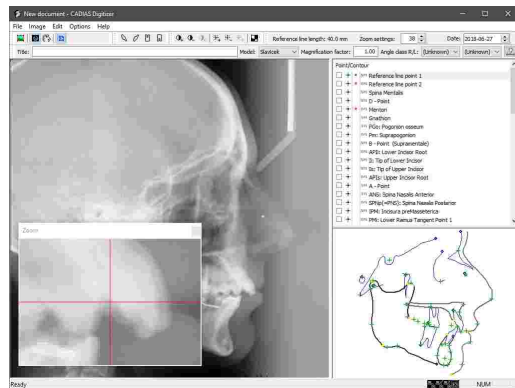 New document - CADIAS Digition
File Image Edit Options Help
Reference line length: 40.0 mm Zoom settings: 38 Date: 2018-06-27
Title: Model: Slavicek Magnification factor: 1.00 Angle class R/L: (Unknown) (Unknown)
Point/Contour
Reference line point 1
Reference line point 2
Spina Mentalis
D - Point
Menton
Gnathion
PGo: Pogonion osseum
Pm: Suprapogonion
B - Point (Supramentale)
APII: Lower Incisor Root
Ii: Tip of Lower Incisor
Is: Tip of Upper Incisor
APIs: Upper Incisor Root
A - Point
ANS: Spina Nasalis Anterior
SPNp(=PNS): Spina Nasalis Posterior
IPM: Incisura preMasseterica
PMI: Lower Ramus Tangent Point 1
Zoom
Ready
NUM